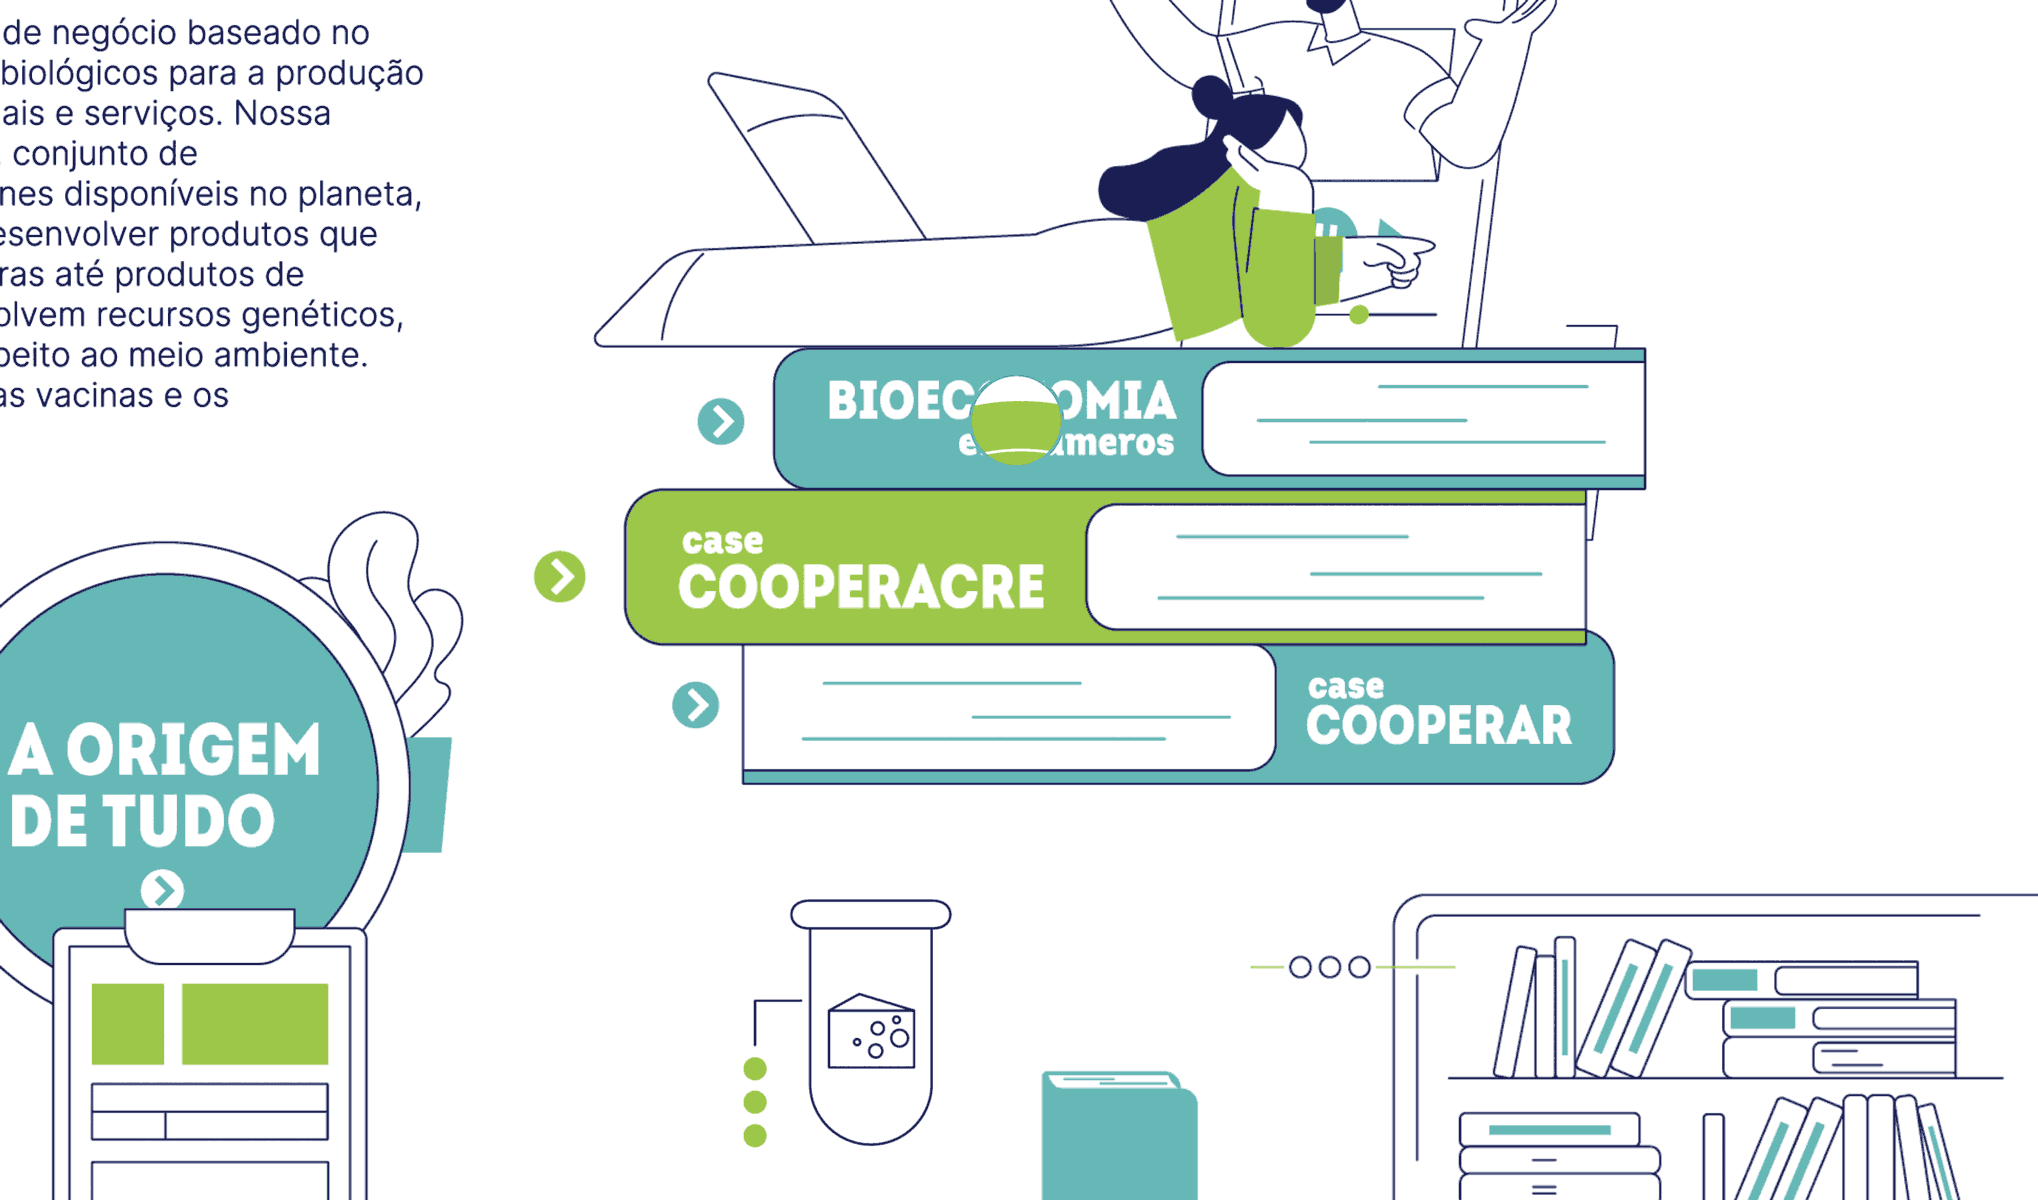 de negócio baseado no
biológicos para a produção
ais e serviços. Nossa
conjunto de
nes disponíveis no planeta,
esenvolver produtos que
ras até produtos de
olvem recursos genéticos,
peito ao meio ambiente.
as vacinas e os
BIOEC OMIA
e meros
case
COOPERACRE
case
COOPERAR
A ORIGEM
DE TUDO